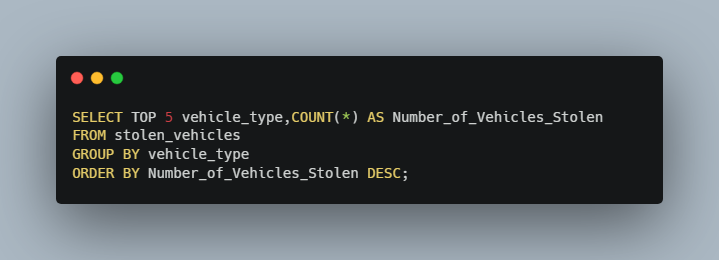 SELECT TOP 5 vehicle_type,COUNT(*) AS Number_of_Vehicles_Stolen
FROM stolen_vehicles
GROUP BY vehicle_type
ORDER BY Number_of_Vehicles_Stolen DESC;